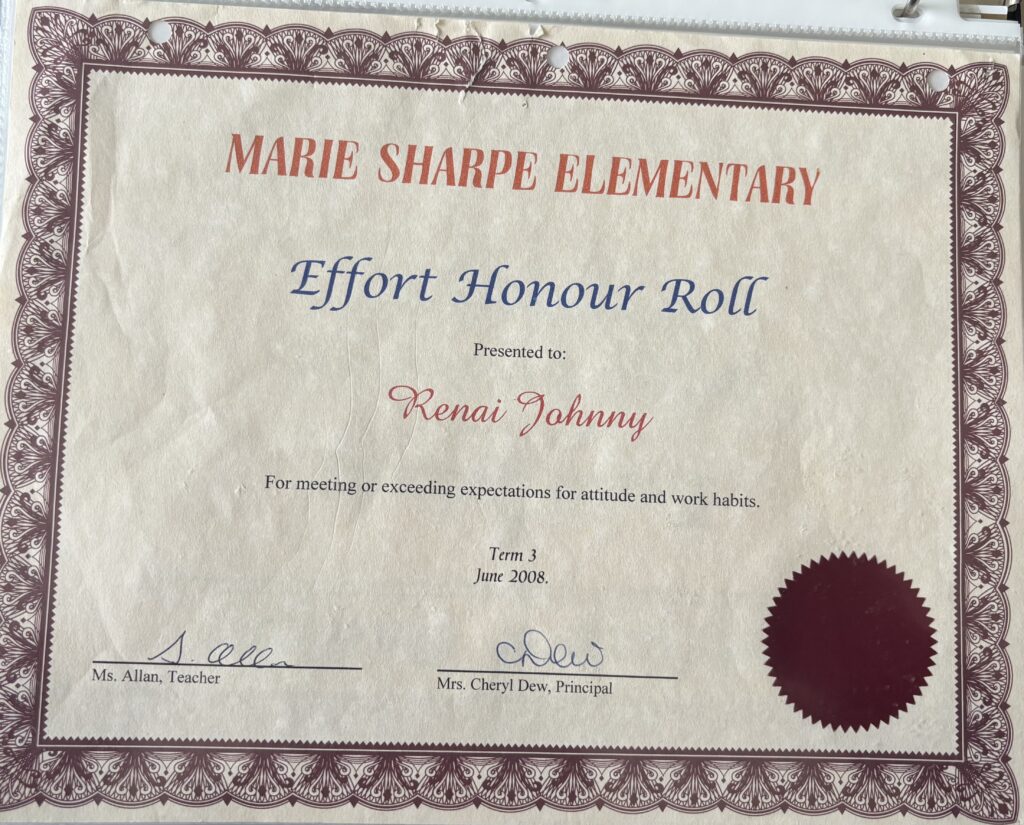 MARIE SHARPE ELEMENTARY
Effort Honour Roll
Presented to:
Renai Johnny
For meeting or exceeding expectations for attitude and work habits.
Term 3
June 2008.
S. Allan
Ms. Allan, Teacher
CDew
Mrs. Cheryl Dew, Principal